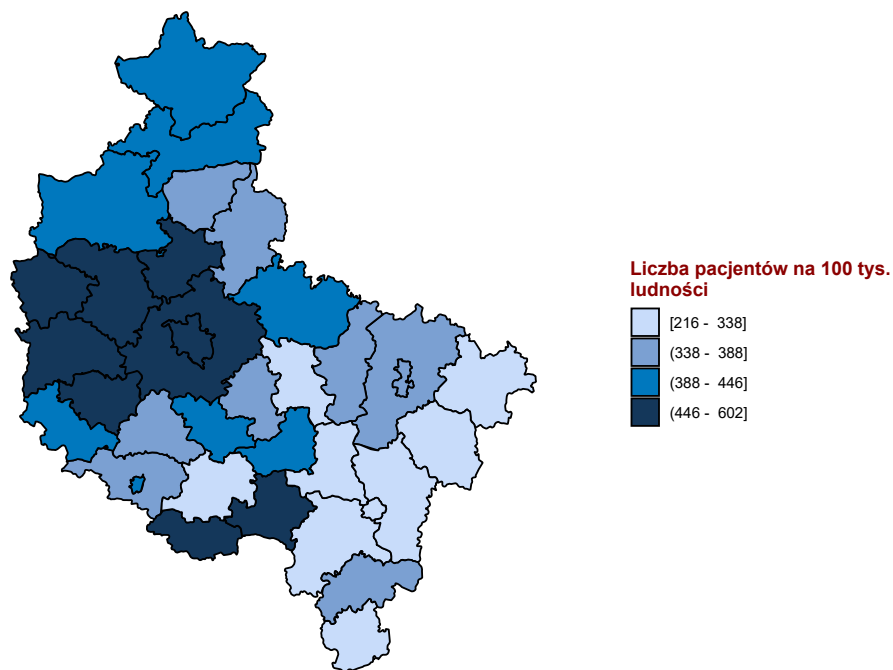 Liczba pacjentów na 100 tys.
ludności
[216 - 338]
(338 - 388]
(388 - 446]
(446 - 602]